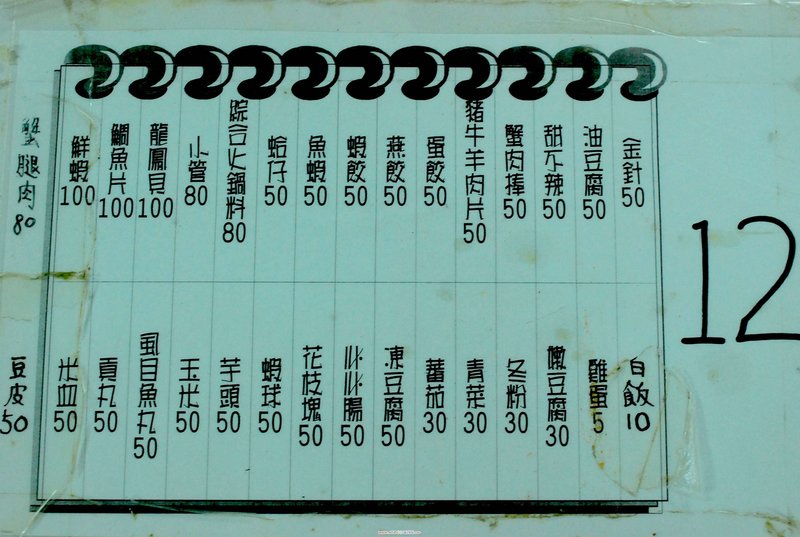 12
金針50
油豆腐50
甜不辣50
蟹肉棒50
豬牛羊肉片50
蛋餃50
燕餃50
蝦餃50
魚蝦50
蛤仔50
綜合火鍋料80
小管80
龍鳳貝100
鯛魚片100
鮮蝦100
蟹腿肉80
白飯10
雞蛋5
嫩豆腐30
冬粉30
青菜30
蕃茄30
凍豆腐50
腸50
花枝塊50
蝦球50
芋頭50
玉米50
虱目魚丸50
貢丸50
米血50
豆皮50